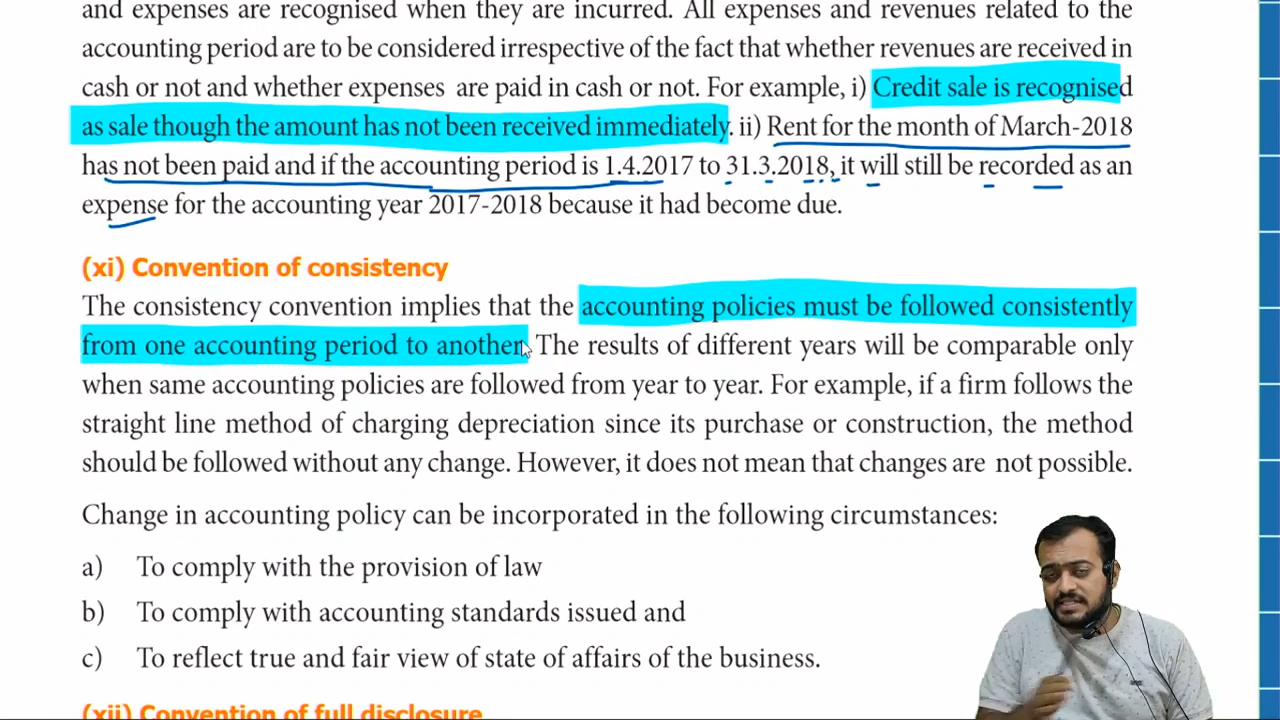 and expenses are recognised when they are incurred. All expenses and revenues related to the
accounting period are to be considered irrespective of the fact that whether revenues are received in
cash or not and whether expenses are paid in cash or not. For example, i) Credit sale is recognised
as sale though the amount has not been received immediately. ii) Rent for the month of March-2018
has not been paid and if the accounting period is 1.4.2017 to 31.3.2018, it will still be recorded as an
expense for the accounting year 2017-2018 because it had become due.
(xi) Convention of consistency
The consistency convention implies that the accounting policies must be followed consistently
from one accounting period to another. The results of different years will be comparable only
when same accounting policies are followed from year to year. For example, if a firm follows the
straight line method of charging depreciation since its purchase or construction, the method
should be followed without any change. However, it does not mean that changes are not possible.
Change in accounting policy can be incorporated in the following circumstances:
a) To comply with the provision of law
b) To comply with accounting standards issued and
c) To reflect true and fair view of state of affairs of the business.
(xii) Convention of full disclosure